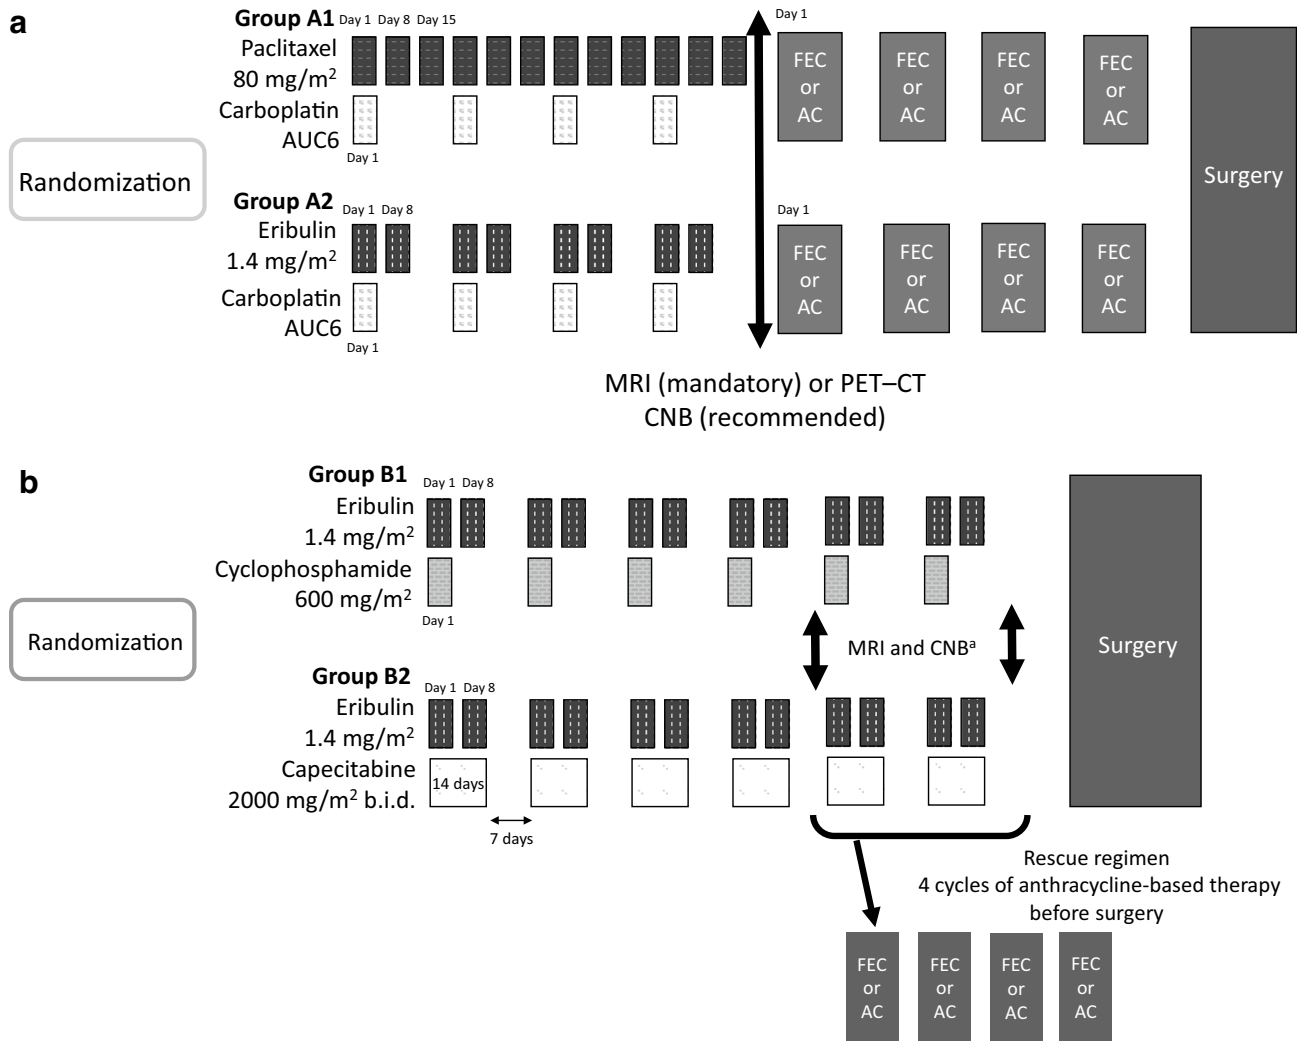 a
Group A1
Day 1 Day 8 Day 15
Paclitaxel
80 mg/m²
Carboplatin
AUC6
Day 1
Day 1
FEC
or
AC
FEC
or
AC
FEC
or
AC
FEC
or
AC
Randomization
Surgery
Group A2
Day 1 Day 8
Eribulin
1.4 mg/m²
Carboplatin
AUC6
Day 1
Day 1
FEC
or
AC
FEC
or
AC
FEC
or
AC
FEC
or
AC
MRI (mandatory) or PET–CT
CNB (recommended)
b
Group B1
Day 1 Day 8
Eribulin
1.4 mg/m²
Cyclophosphamide
600 mg/m²
Day 1
Randomization
MRI and CNBᵃ
Surgery
Group B2
Day 1 Day 8
Eribulin
1.4 mg/m²
Capecitabine
2000 mg/m² b.i.d.
14 days
7 days
Rescue regimen
4 cycles of anthracycline-based therapy
before surgery
FEC
or
AC
FEC
or
AC
FEC
or
AC
FEC
or
AC